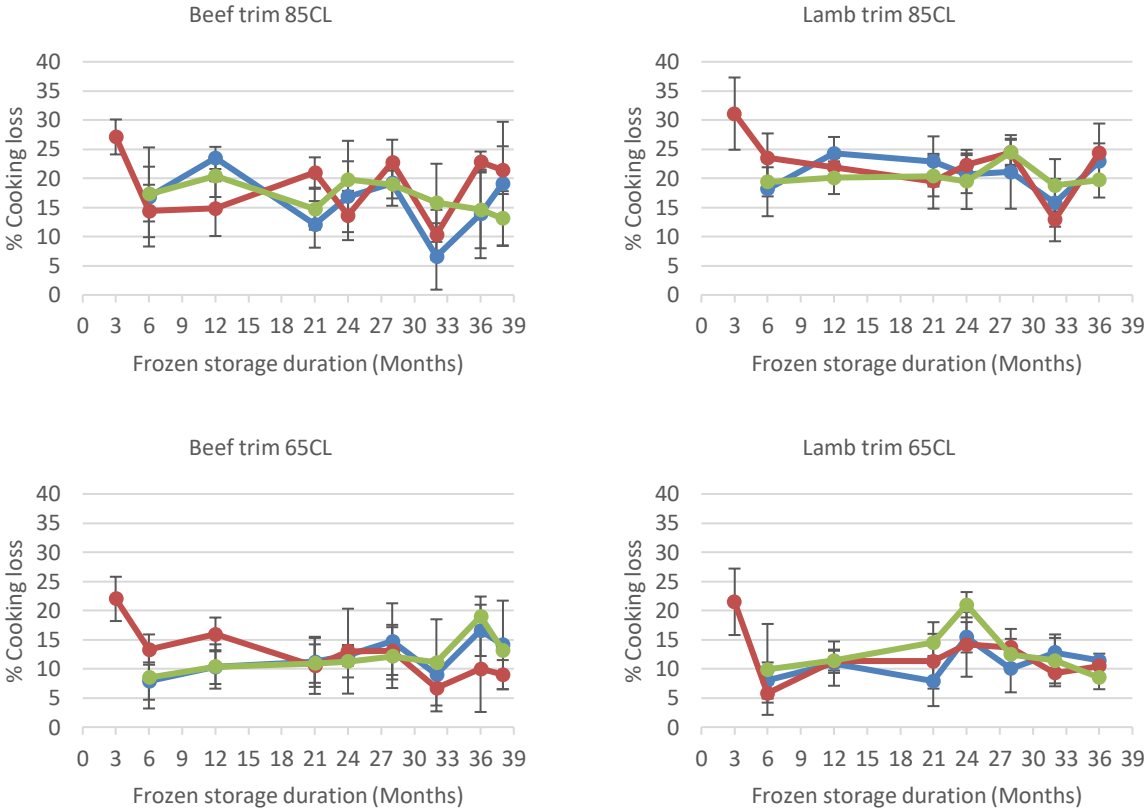 Beef trim 85CL
% Cooking loss
40
35
30
25
20
15
10
5
0
0 3 6 9 12 15 18 21 24 27 30 33 36 39
Frozen storage duration (Months)
Lamb trim 85CL
% Cooking loss
40
35
30
25
20
15
10
5
0
0 3 6 9 12 15 18 21 24 27 30 33 36 39
Frozen storage duration (Months)
Beef trim 65CL
% Cooking loss
40
35
30
25
20
15
10
5
0
0 3 6 9 12 15 18 21 24 27 30 33 36 39
Frozen storage duration (Months)
Lamb trim 65CL
% Cooking loss
40
35
30
25
20
15
10
5
0
0 3 6 9 12 15 18 21 24 27 30 33 36 39
Frozen storage duration (Months)